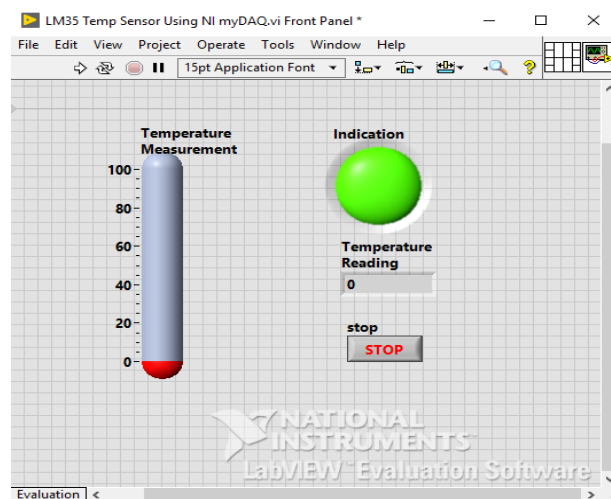 LM35 Temp Sensor Using NI myDAQ.vi Front Panel *
File Edit View Project Operate Tools Window Help
15pt Application Font
Temperature
Measurement
100
80
60
40
20
0
Indication
Temperature
Reading
0
stop
STOP
NATIONAL
INSTRUMENTS
LabVIEW™ Evaluation Software
Evaluation